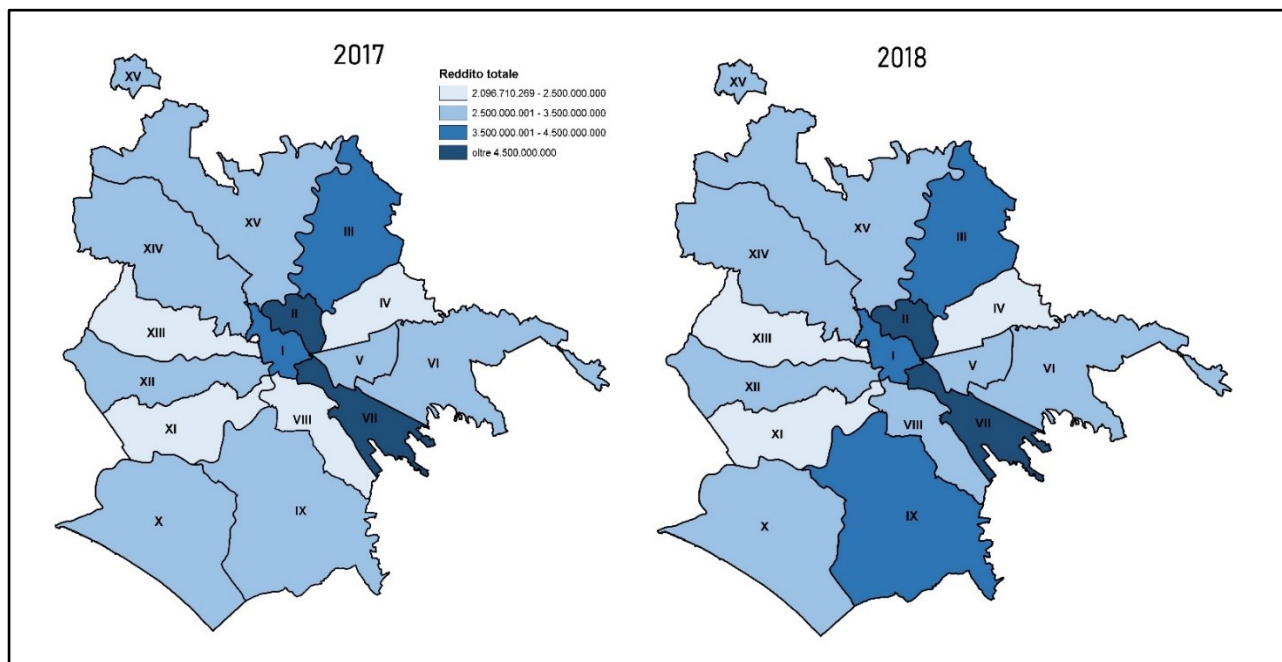 2017
Reddito totale
2.096.710.269 - 2.500.000.000
2.500.000.001 - 3.500.000.000
3.500.000.001 - 4.500.000.000
oltre 4.500.000.000
XV
XV
III
XIV
IV
II
XIII
I
V
VI
XII
VII
VIII
XI
IX
X
2018
XV
XV
III
XIV
IV
II
XIII
I
V
VI
XII
VII
VIII
XI
IX
X